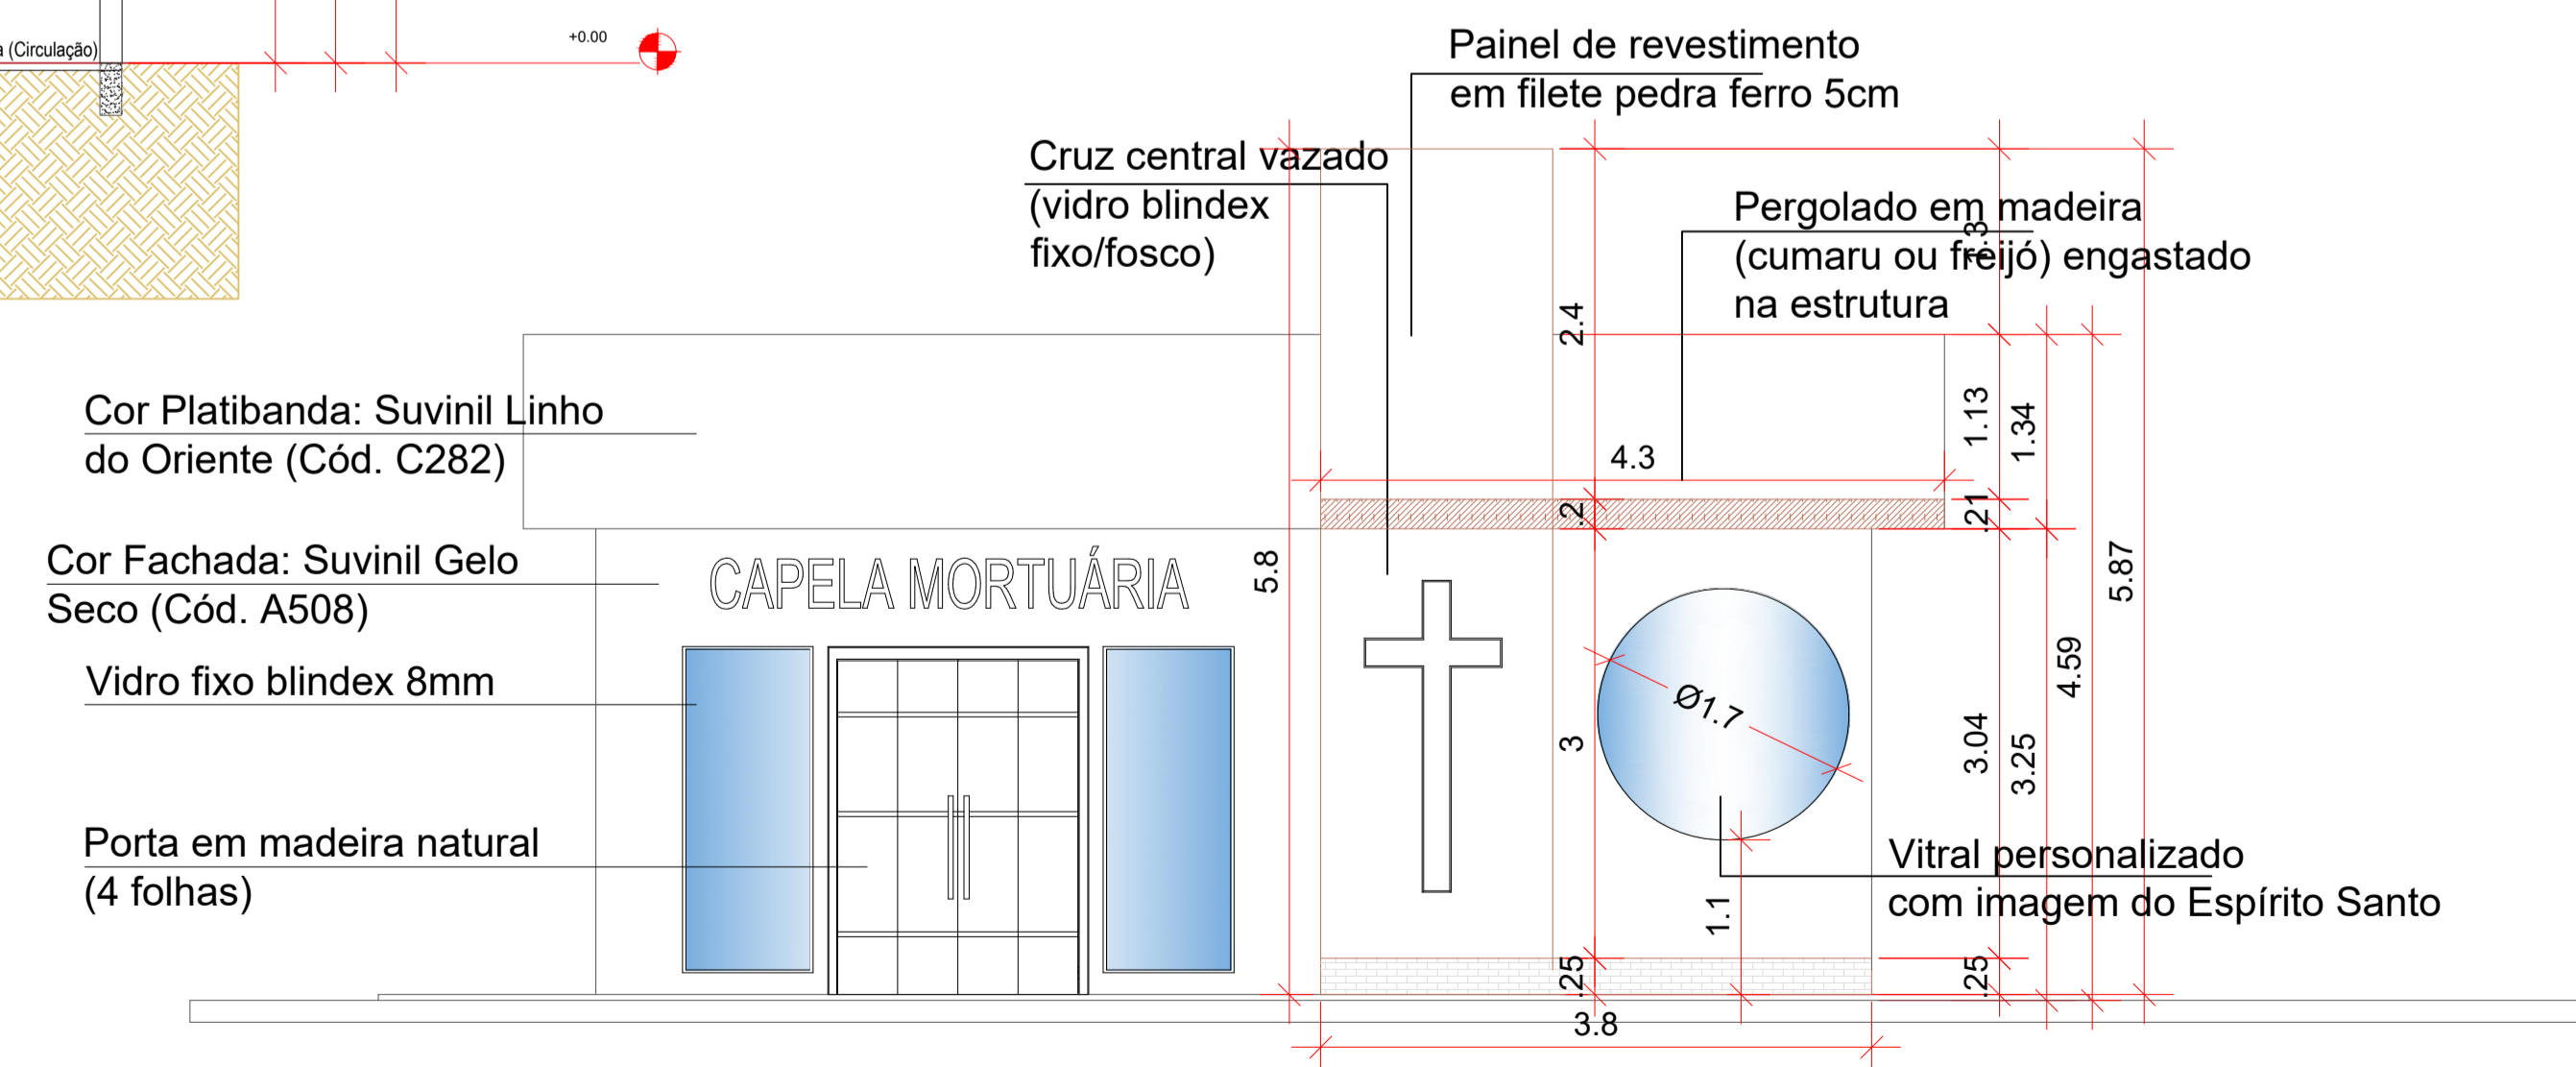 a (Circulação)
+0.00
Painel de revestimento
em filete pedra ferro 5cm
Cruz central vazado
(vidro blindex
fixo/fosco)
Pergolado em madeira
(cumaru ou freijó) engastado
na estrutura
1.3
2.4
Cor Platibanda: Suvinil Linho
do Oriente (Cód. C282)
4.3
1.13
1.34
.2
.21
Cor Fachada: Suvinil Gelo
Seco (Cód. A508)
CAPELA MORTUÁRIA
5.8
5.87
Vidro fixo blindex 8mm
Ø1.7
4.59
3
3.04
3.25
Porta em madeira natural
(4 folhas)
Vitral personalizado
com imagem do Espírito Santo
1.1
.25
.25
3.8